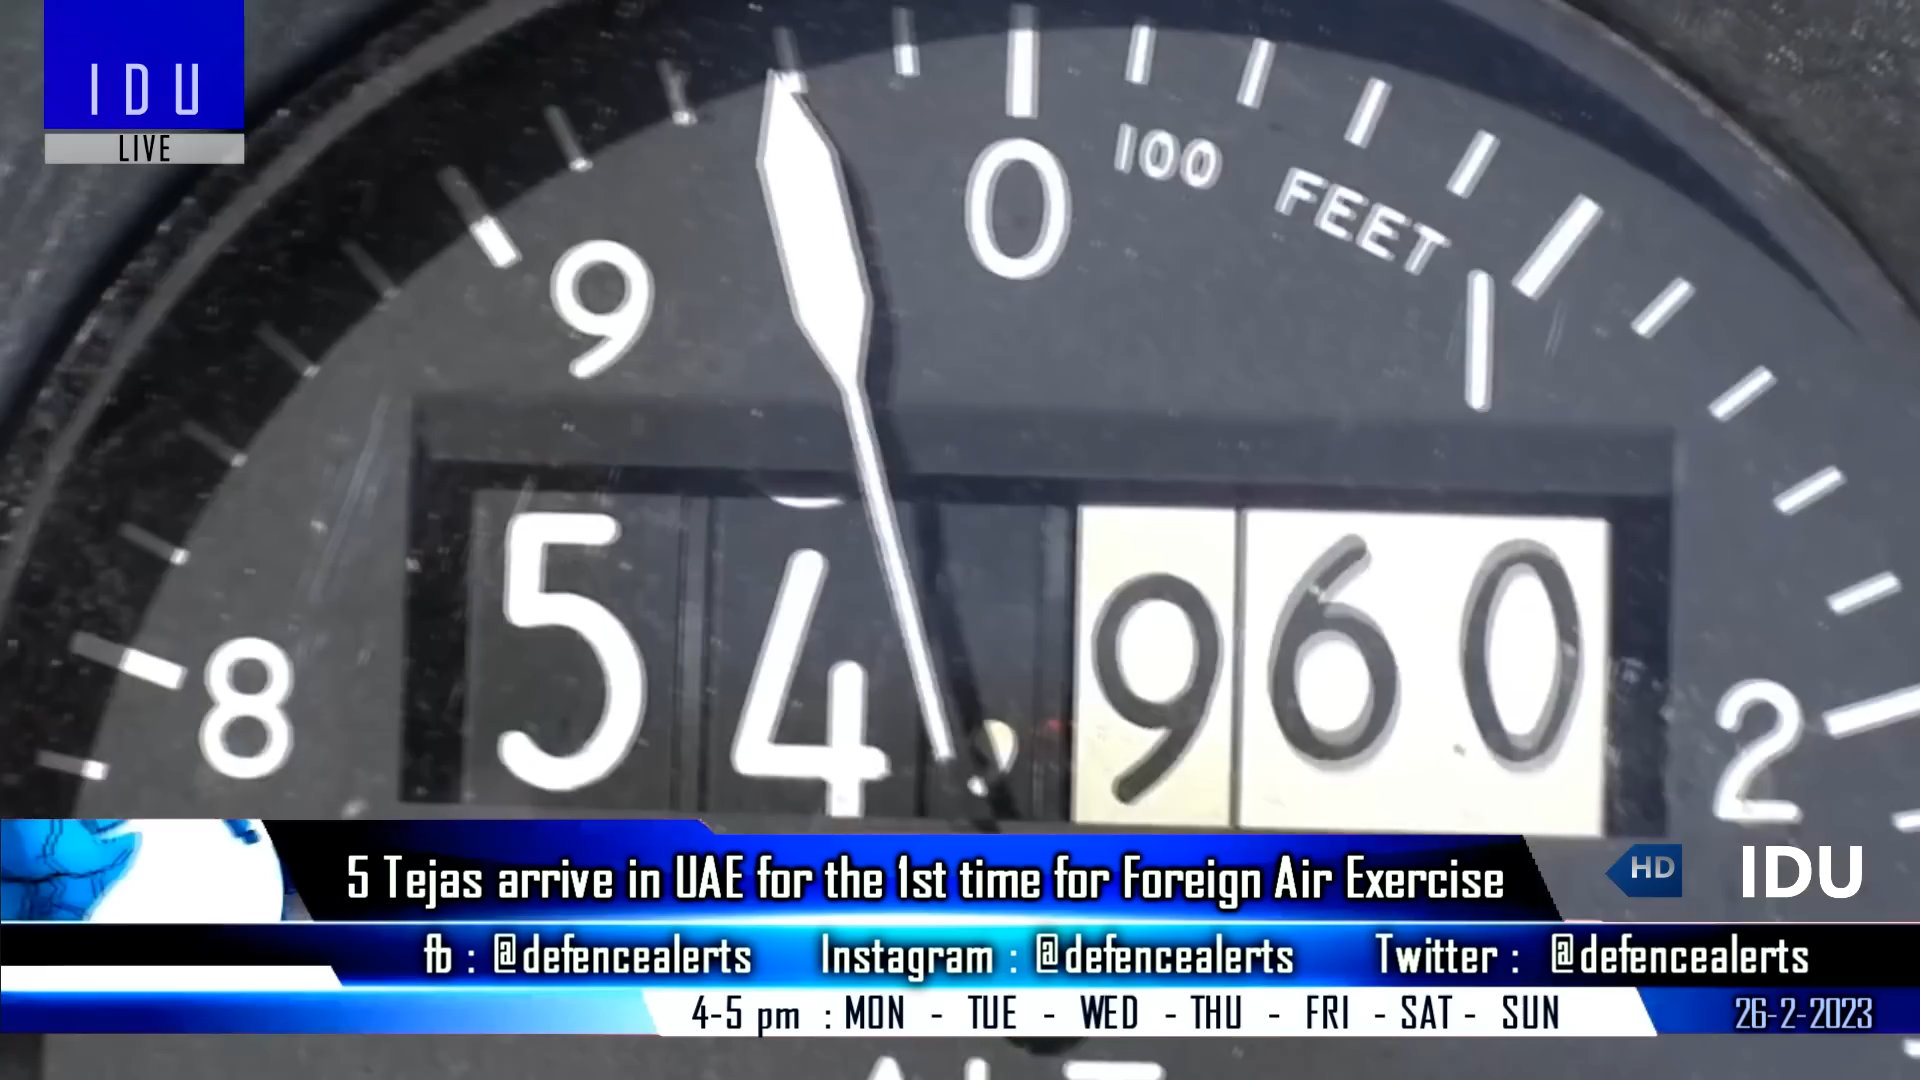 IDU
LIVE
0
100 FEET
1
9
8
54 960
2
5 Tejas arrive in UAE for the 1st time for Foreign Air Exercise
HD
IDU
fb : @defencealerts Instagram : @defencealerts Twitter : @defencealerts
4-5 pm : MON - TUE - WED - THU - FRI - SAT - SUN
26-2-2023